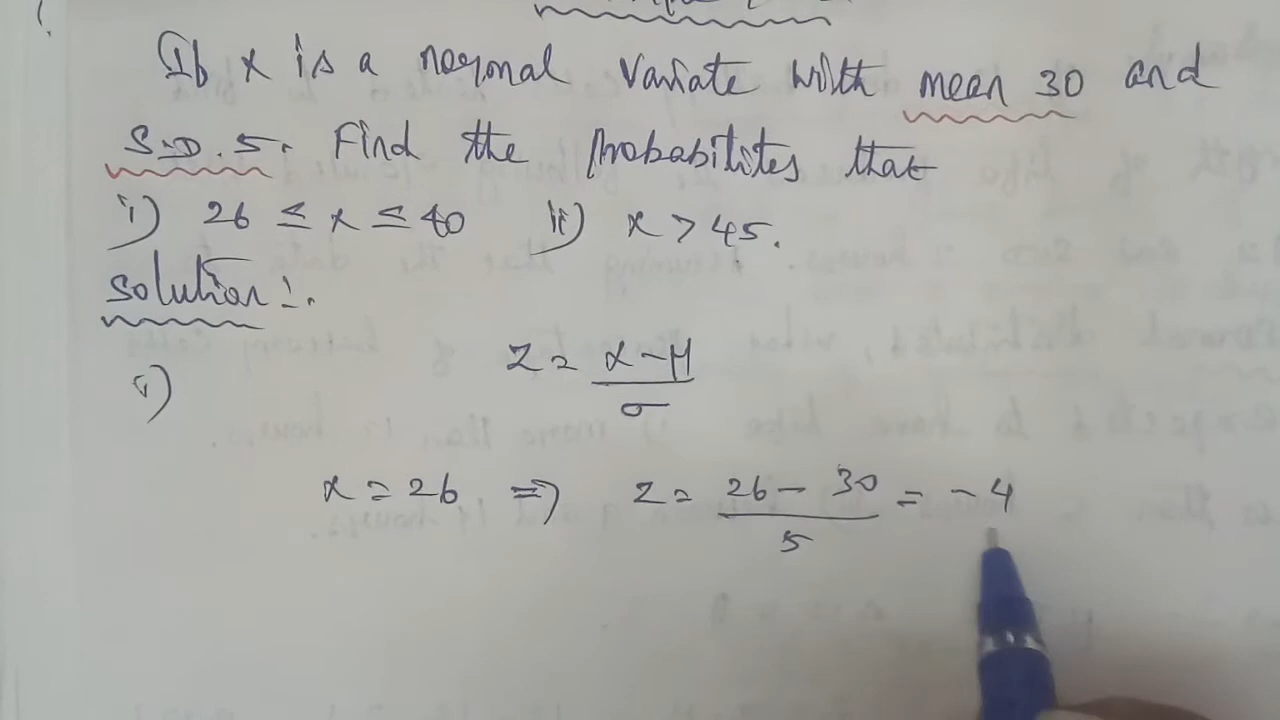 If x is a normal variate with mean 30 and
S.D. 5. Find the probabilites that
i) 26 ≤ x ≤ 40 ii) x > 45.
Solution:.
i) z = x - μ / σ
x = 26 ⇒ z = 26 - 30 / 5 = -4